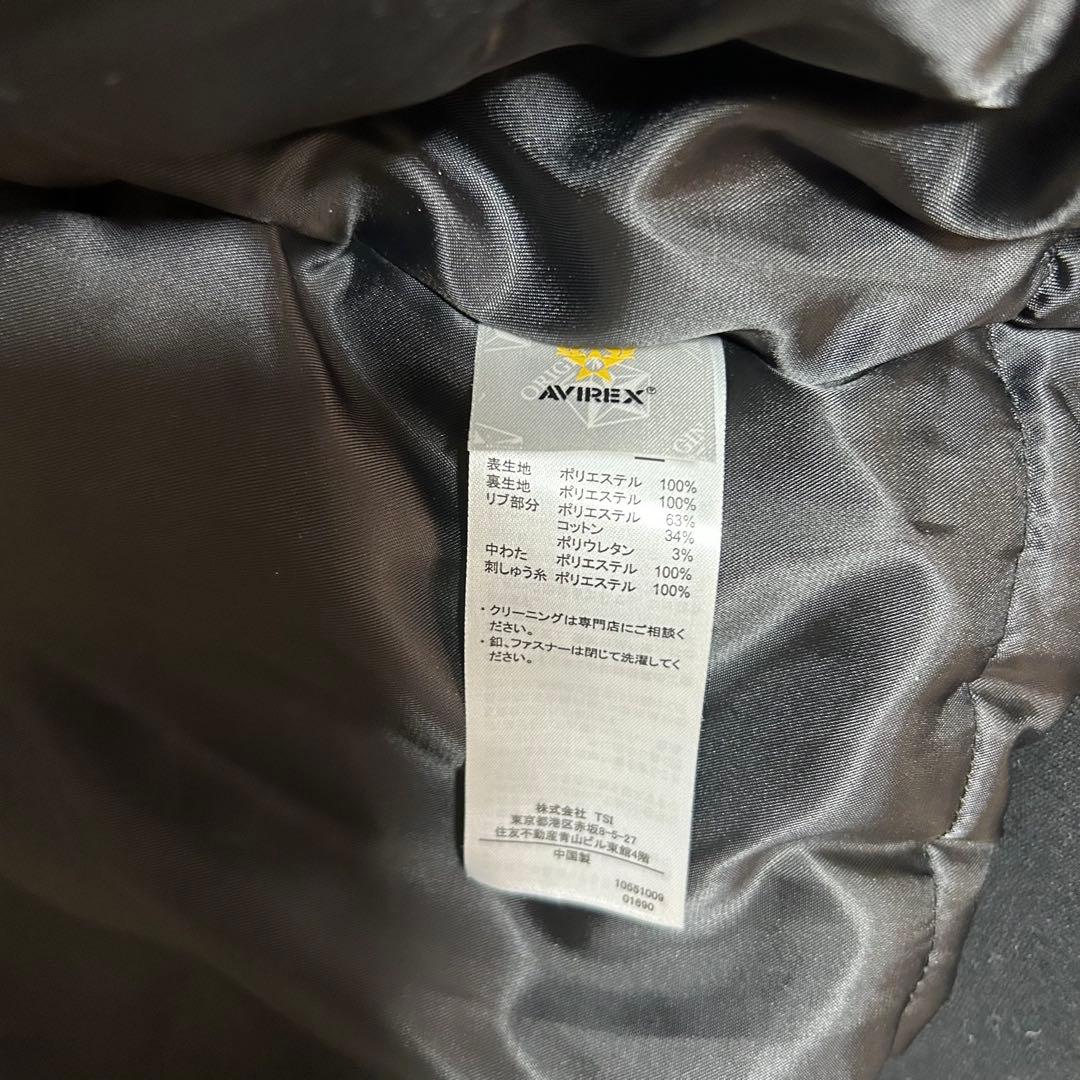 ORIGI
AVIREX®
GIN
表生地 ポリエステル 100%
裏生地 ポリエステル 100%
リブ部分 ポリエステル 63%
コットン 34%
ポリウレタン 3%
中わた ポリエステル 100%
刺しゅう糸 ポリエステル 100%
・クリーニングは専門店にご相談く
ださい。
・釦、ファスナーは閉じて洗濯してく
ださい。
株式会社 TSI
東京都港区赤坂8-5-27
住友不動産青山ビル東館4階
中国製
10551009
01690